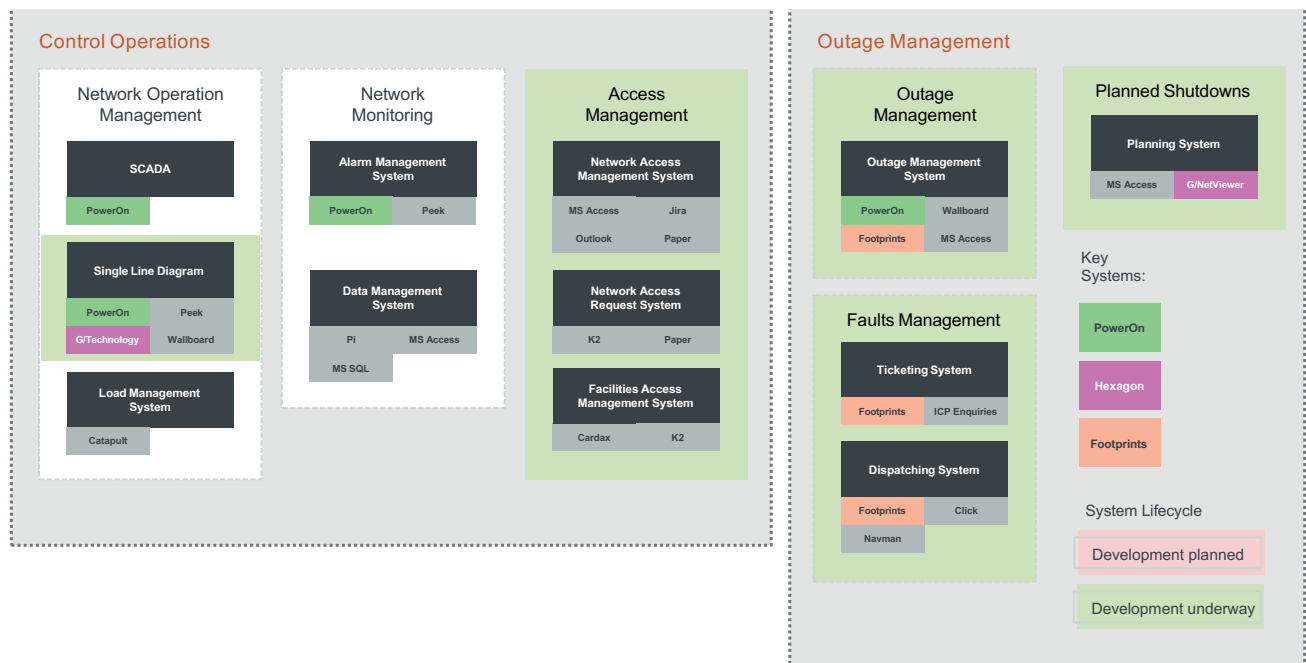 Control Operations
Network Operation
Management
SCADA
PowerOn
Single Line Diagram
PowerOn
Peek
G/Technology
Wallboard
Load Management
System
Catapult
Network
Monitoring
Alarm Management
System
PowerOn
Peek
Data Management
System
Pi
MS Access
MS SQL
Access
Management
Network Access
Management System
MS Access
Jira
Outlook
Paper
Network Access
Request System
K2
Paper
Facilities Access
Management System
Cardax
K2
Outage Management
Outage
Management
Outage Management
System
PowerOn
Wallboard
Footprints
MS Access
Faults Management
Ticketing System
Footprints
ICP Enquiries
Dispatching System
Footprints
Click
Navman
Planned Shutdowns
Planning System
MS Access
G/NetViewer
Key
Systems:
PowerOn
Hexagon
Footprints
System Lifecycle
Development planned
Development underway